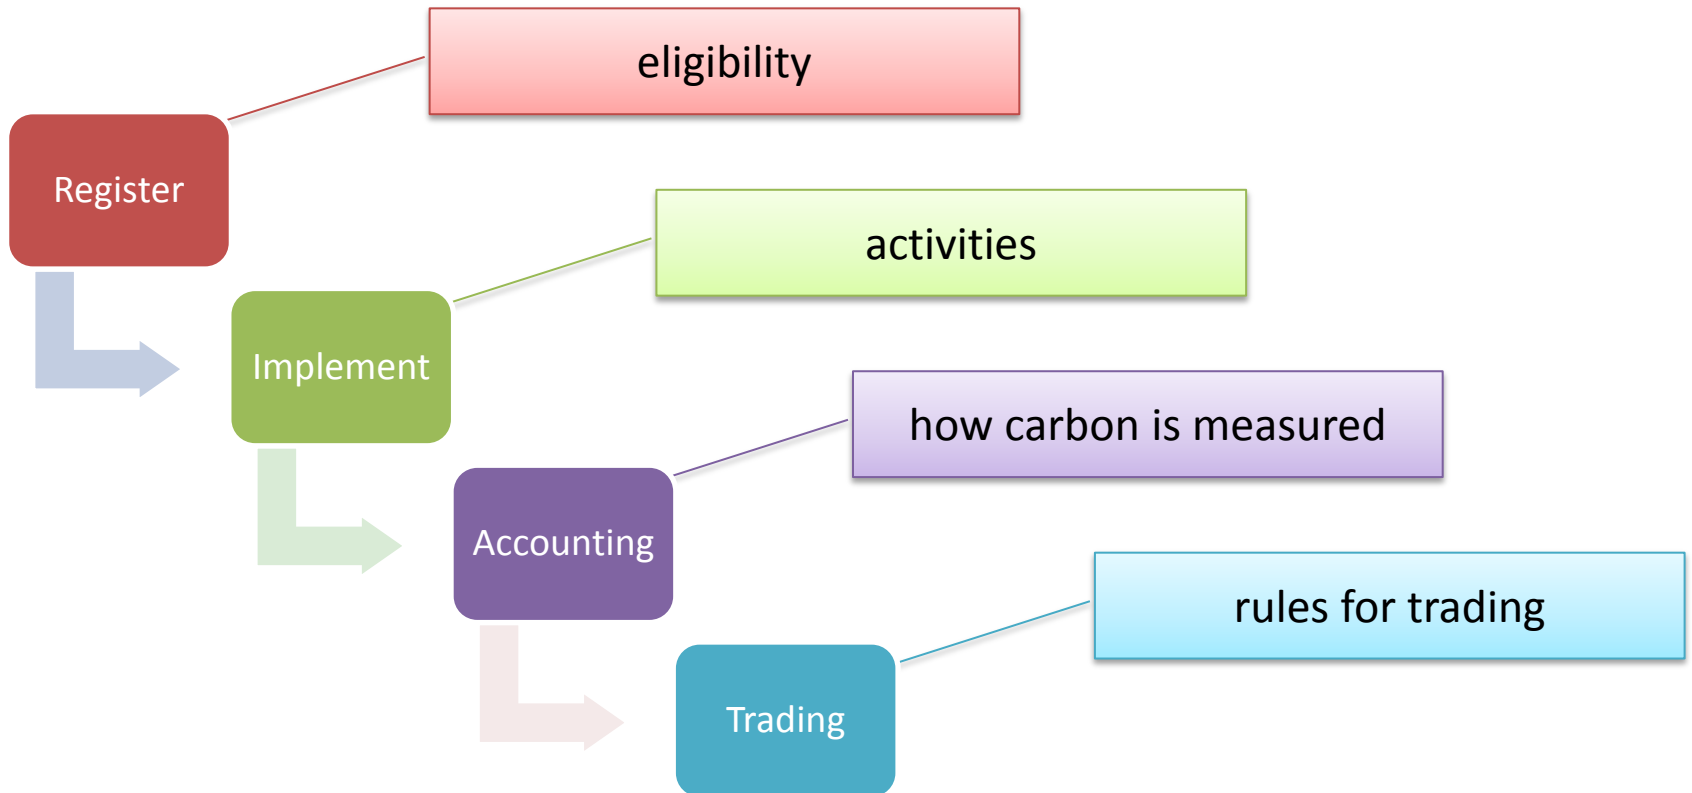 eligibility
Register
activities
Implement
how carbon is measured
Accounting
rules for trading
Trading